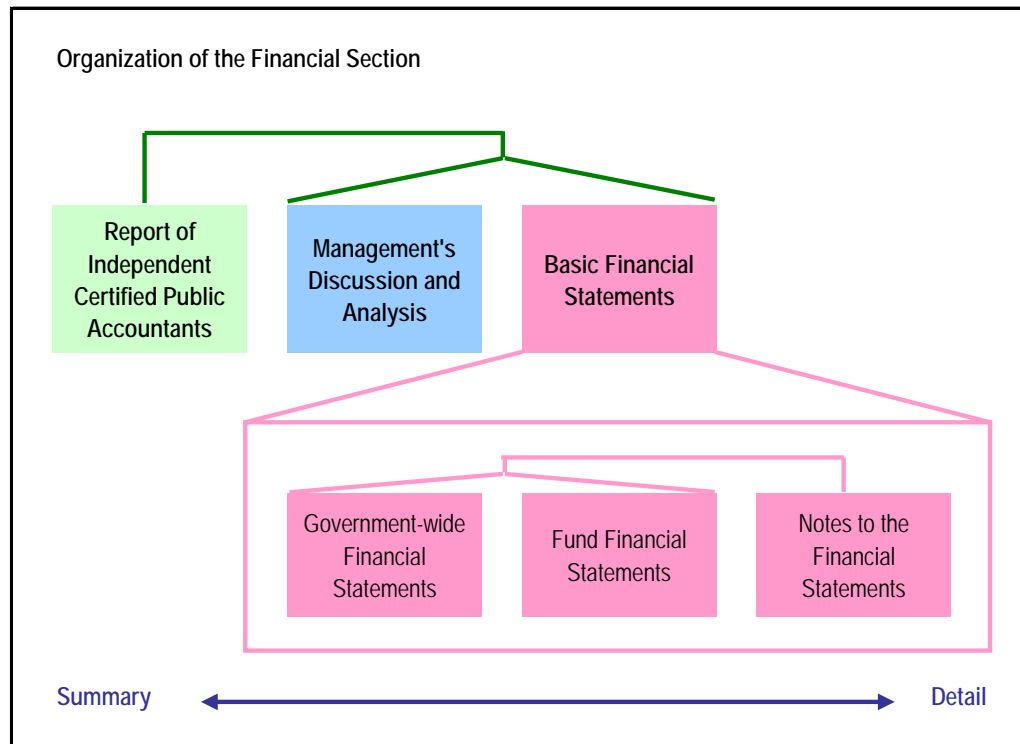 Organization of the Financial Section
Report of
Independent
Certified Public
Accountants
Management's
Discussion and
Analysis
Basic Financial
Statements
Government-wide
Financial
Statements
Fund Financial
Statements
Notes to the
Financial
Statements
Summary
Detail